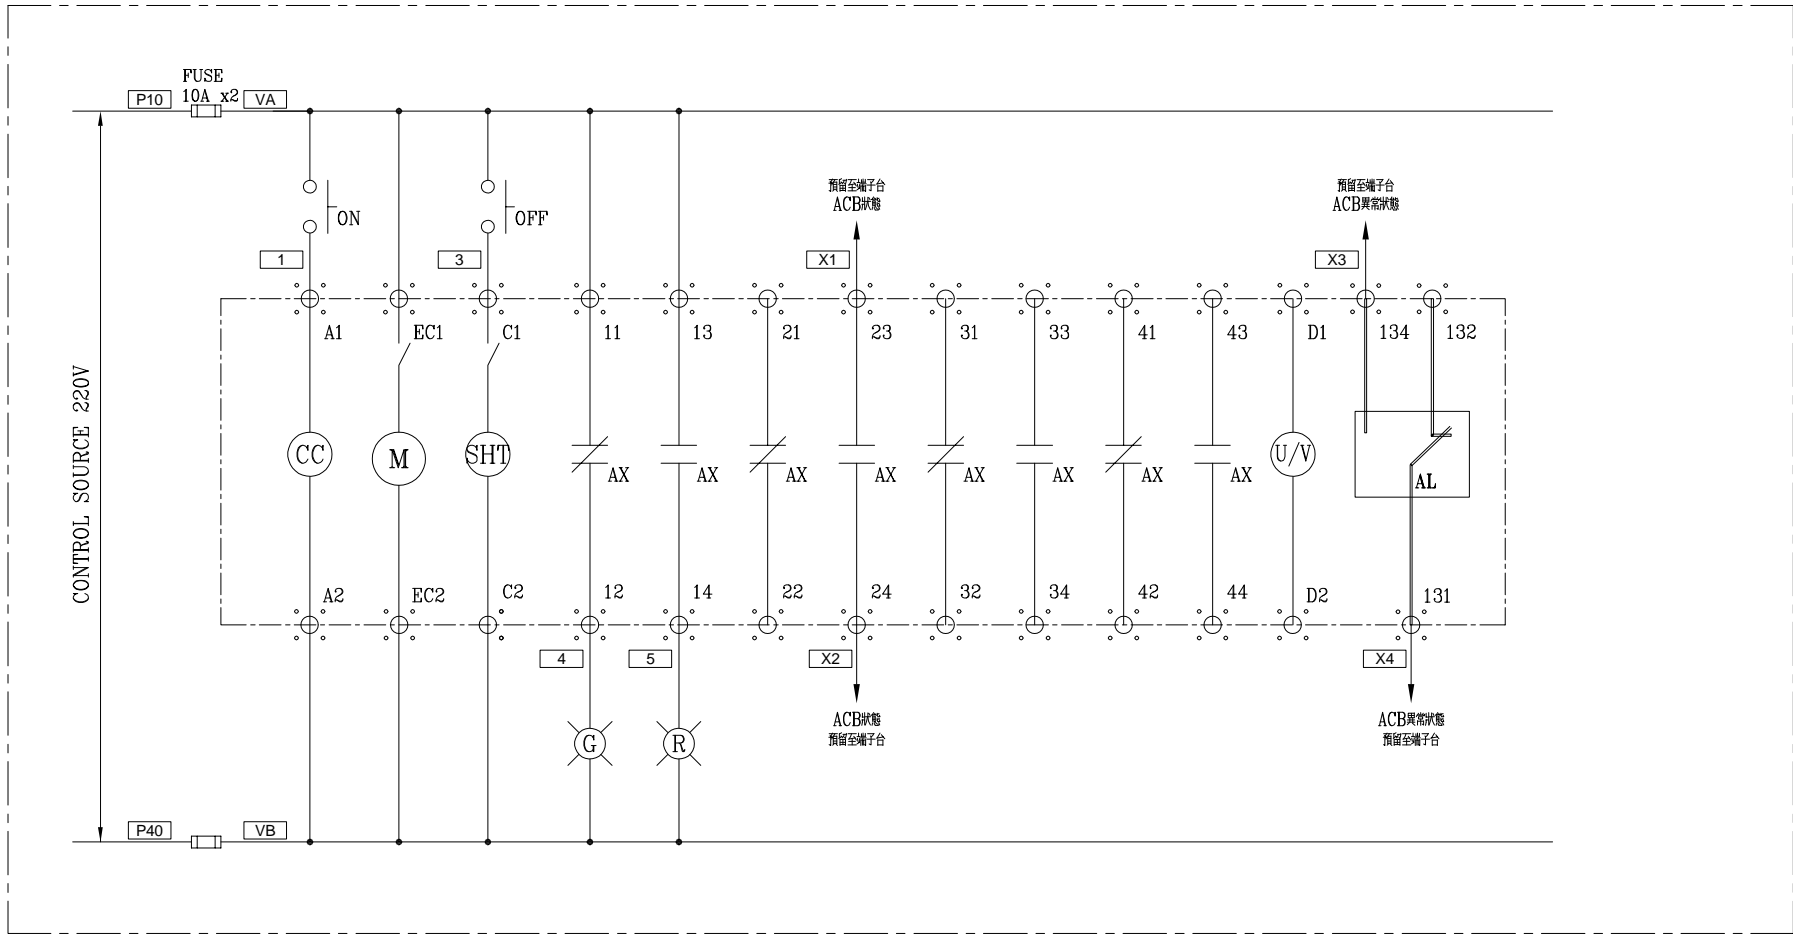 FUSE
10A x2
P10
VA
預留至端子台
ACB狀態
預留至端子台
ACB異常狀態
ON
OFF
1
3
X1
X3
A1
EC1
C1
11
13
21
23
31
33
41
43
D1
134
132
CONTROL SOURCE 220V
CC
M
SHT
AX
AX
AX
AX
AX
AX
AX
AX
U/V
AL
A2
EC2
C2
12
14
22
24
32
34
42
44
D2
131
4
5
X2
X4
ACB狀態
預留至端子台
ACB異常狀態
預留至端子台
G
R
P40
VB